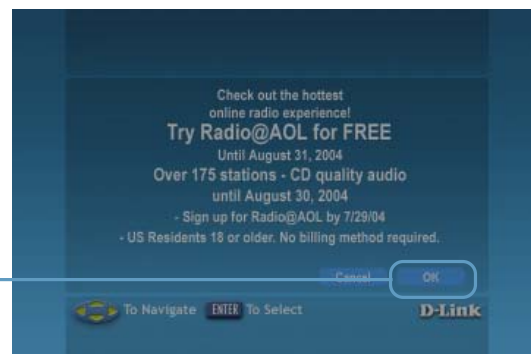 Check out the hottest
online radio experience!
Try Radio@AOL for FREE
Until August 31, 2004
Over 175 stations - CD quality audio
until August 30, 2004
- Sign up for Radio@AOL by 7/29/04
- US Residents 18 or older. No billing method required.
Cancel OK
To Navigate ENTER To Select D-Link